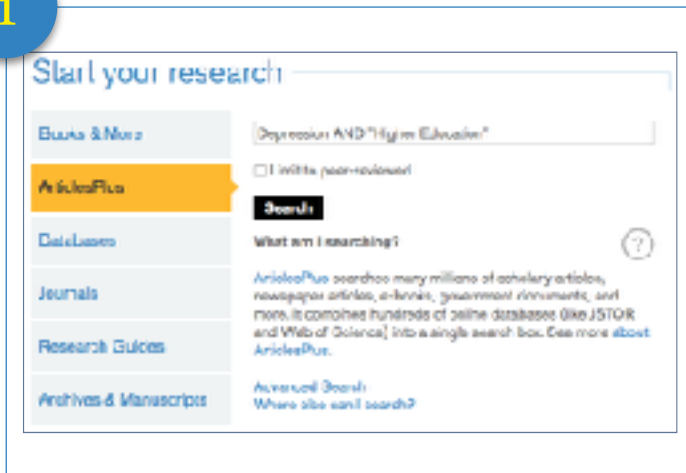 1
Start your research
Books & More
Depression AND "Higher Education"
ArticlesPlus
Limit to peer-reviewed
Search
Databases
What am I searching?
?
Journals
ArticlesPlus searches many millions of scholarly articles,
newspaper articles, e-books, government documents, and
more. It combines hundreds of online databases (like JSTOR
and Web of Science) into a single search box. See more about
ArticlesPlus.
Research Guides
Archives & Manuscripts
Advanced Search
Where else can I search?